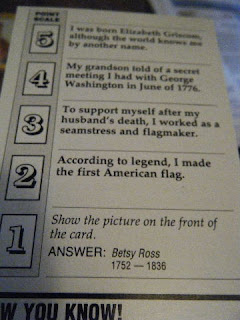 POINT
SCALE
5
I was born Elizabeth Griscom,
although the world knows me
by another name.
4
My grandson told of a secret
meeting I had with George
Washington in June of 1776.
3
To support myself after my
husband's death, I worked as a
seamstress and flagmaker.
2
According to legend, I made
the first American flag.
1
Show the picture on the front of
the card.
ANSWER: Betsy Ross
1752 — 1836
W YOU KNOW!